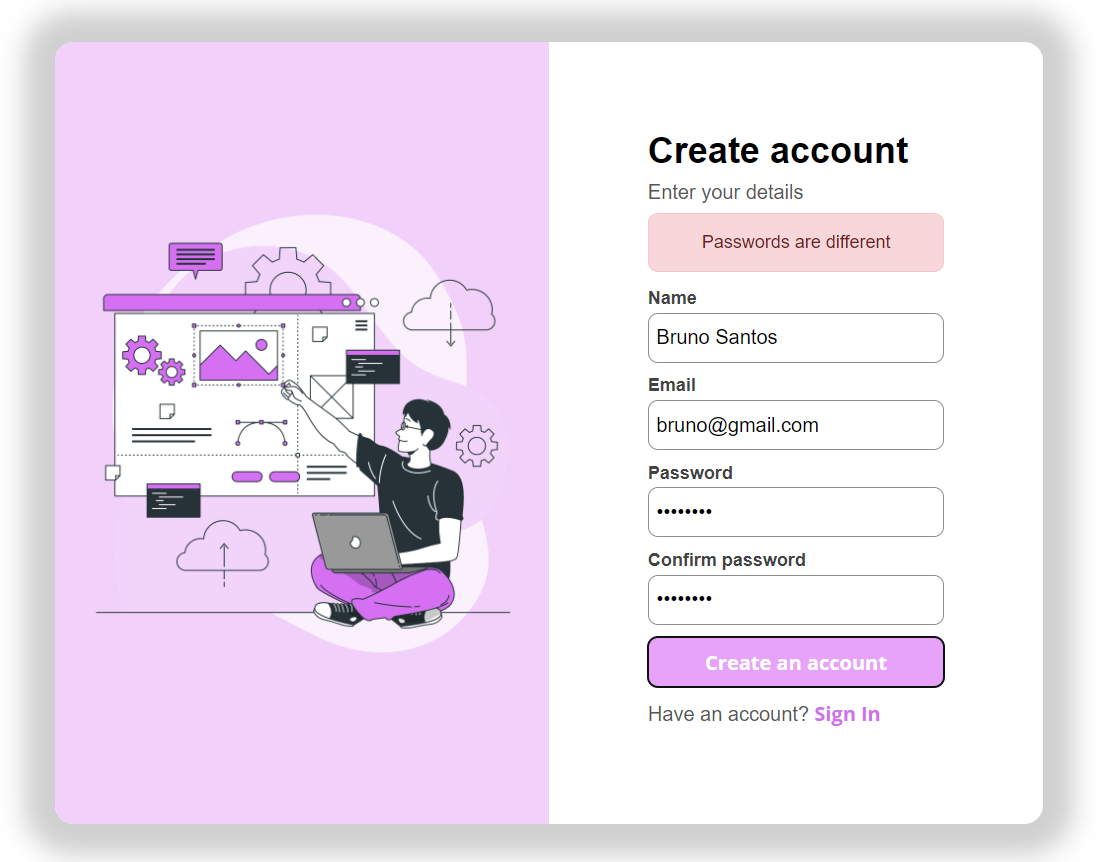 Create account
Enter your details
Passwords are different
Name
Bruno Santos
Email
bruno@gmail.com
Password
••••••••
Confirm password
••••••••
Create an account
Have an account? Sign In